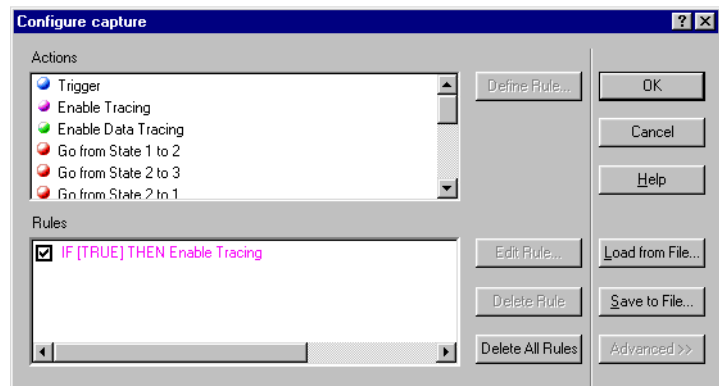 Configure capture
Actions
Trigger
Enable Tracing
Enable Data Tracing
Go from State 1 to 2
Go from State 2 to 3
Go from State 2 to 1
Define Rule...
OK
Cancel
Help
Rules
IF [TRUE] THEN Enable Tracing
Edit Rule...
Delete Rule
Delete All Rules
Load from File...
Save to File...
Advanced >>